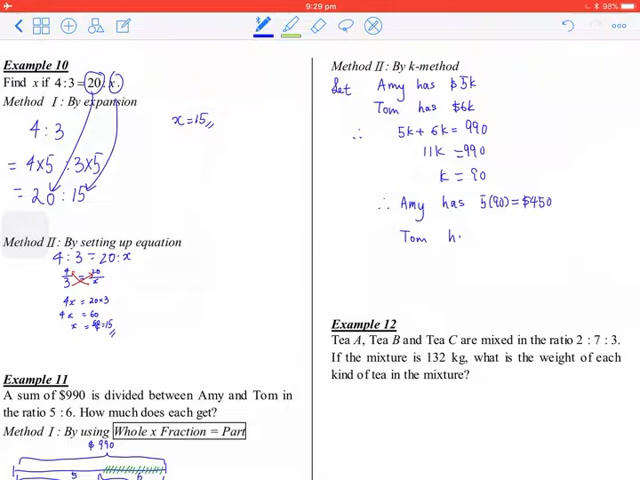 9:29 pm
98%
Example 10
Find x if 4 : 3 = 20 : x.
Method I : By expansion
x = 15
4 : 3
= 4×5 : 3×5
= 20 : 15
Method II : By setting up equation
4 : 3 = 20 : x
4/3 = 20/x
4x = 20×3
4x = 60
Example 11
A sum of $990 is divided between Amy and Tom in
the ratio 5 : 6. How much does each get?
Method I : By using Whole x Fraction = Part
$990
5 6
Method II : By k-method
Let Amy has $5k
Tom has $6k
∴ 5k + 6k = 990
11k = 990
k = 90
∴ Amy has 5(90) = $450
Tom h
Example 12
Tea A, Tea B and Tea C are mixed in the ratio 2 : 7 : 3.
If the mixture is 132 kg, what is the weight of each
kind of tea in the mixture?